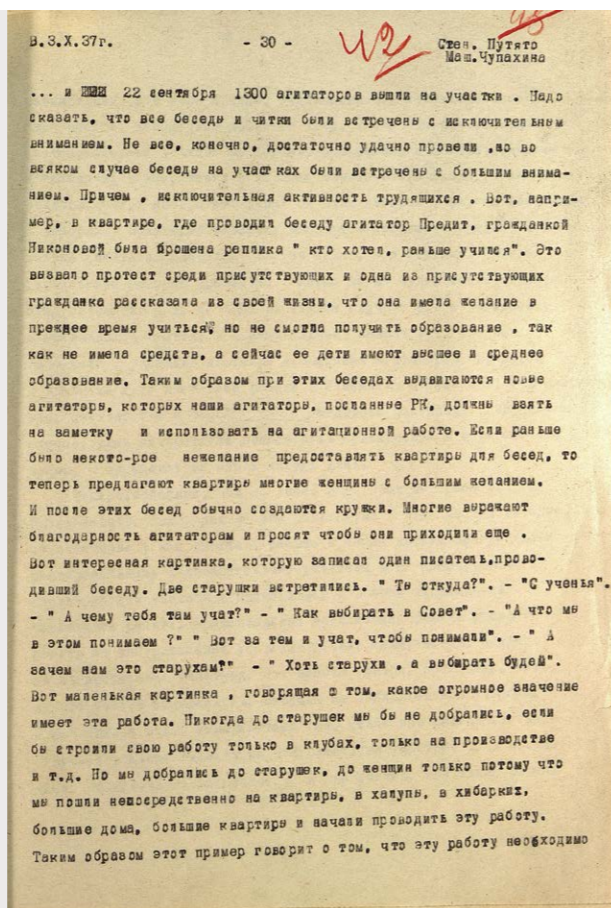 В.З.Х.37г. - 30 - 42 Стен. Путято
Маш.Чупахина
... и 22 сентября 1300 агитаторов вышли на участки . Надо
сказать, что все беседы и читки были встречены с исключительным
вниманием. Не все, конечно, достаточно удачно провели ,но во
всяком случае беседы на участках были встречены с большим внима-
нием. Причем , исключительная активность трудящихся . Вот, напри-
мер, в квартире, где проводил беседу агитатор Предит, гражданкой
Никоновой была брошена реплика " кто хотел, раньше учился". Это
вызвало протест среди присутствующих и одна из присутствующих
гражданка рассказала из своей жизни, что она имела желание в
преждее время учиться, но не смогла получить образование , так
как не имела средств, а сейчас ее дети имеют высшее и среднее
образование. Таким образом при этих беседах выдвигаются новые
агитаторы, которых наши агитаторы, посланные РК, должны взять
на заметку и использовать на агитационной работе. Если раньше
было некото-рое нежелание предоставлять квартиры для бесед, то
теперь предлагают квартиры многие женщины с большим желанием.
И после этих бесед обычно создаются кружки. Многие выражают
благодарность агитаторам и просят чтобы они приходили еще .
Вот интересная картинка, которую записал один писатель,прово-
дивший беседу. Две старушки встретились. " Ты откуда?". - "С ученья".
- " А чему тебя там учат?" - " Как выбирать в Совет". - "А что мы
в этом понимаем ?" " Вот за тем и учат, чтобы понимали". - " А
зачем нам это старухам?" - " Хоть старухи , а выбирать будей".
Вот маленькая картинка , говорящая о том, какое огромное значение
имеет эта работа. Никогда до старушек мы бы не добрались, если
бы строили свою работу только в клубах, только на производстве
и т.д. Но мы добрались до старушек, до женщин только потому что
мы пошли непосредственно на квартиры, в халупы, в хибарких,
большие дома, большие квартиры и начали проводить эту работу.
Таким образом этот пример говорит о том, что эту работу необходимо